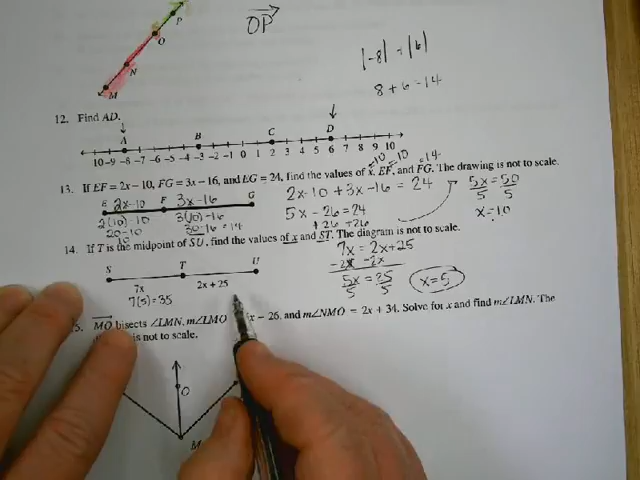 P
O
OP
N
M
|-8| + |6|
8 + 6 = 14
12. Find AD.
A B C D
10 -9 -8 -7 -6 -5 -4 -3 -2 -1 0 1 2 3 4 5 6 7 8 9 10
=10 =10 =14
13. If EF = 2x − 10, FG = 3x − 16, and EG = 24, find the values of x, EF, and FG. The drawing is not to scale.
E 2x-10 F 3x-16 G
2(10)-10 3(10)-16
20-10 30-16=14
10
2x-10 + 3x-16 = 24
5x - 26 = 24
+26 +26
5x = 50
5 5
x = 10
14. If T is the midpoint of SU, find the values of x and ST. The diagram is not to scale.
S T U
7x 2x + 25
7(5)=35
7x = 2x+25
-2x -2x
5x = 25
5 5
x=5
5. MO bisects ∠LMN, m∠LMO x − 26, and m∠NMO = 2x + 34. Solve for x and find m∠LMN. The
is not to scale.
O
M